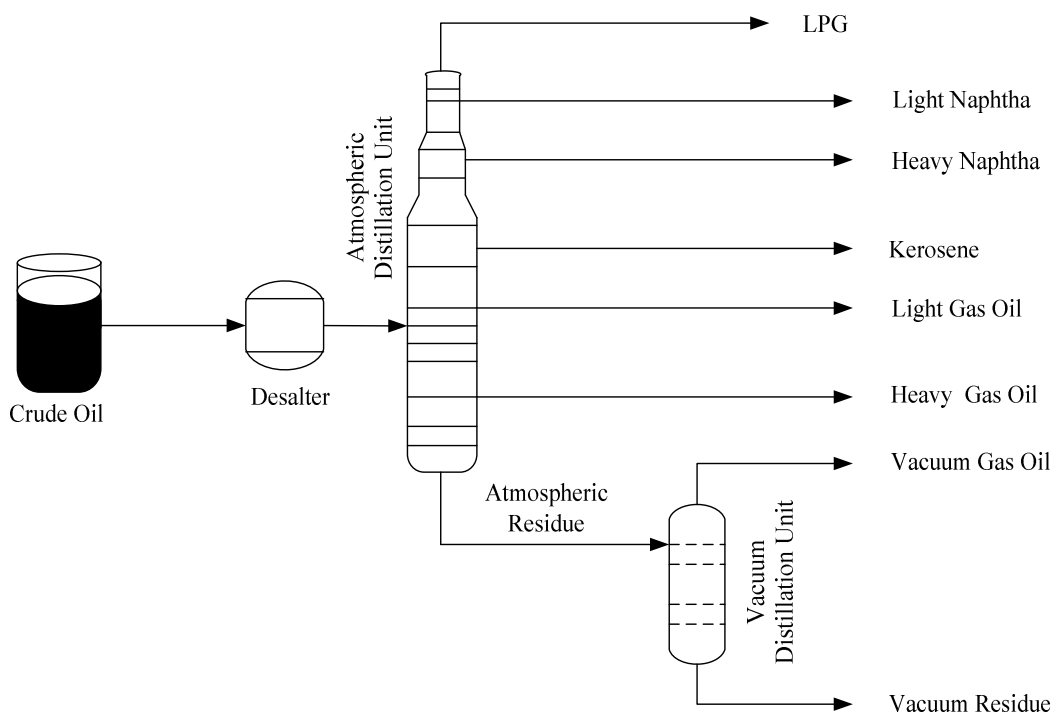 LPG
Light Naphtha
Atmospheric
Distillation Unit
Heavy Naphtha
Kerosene
Light Gas Oil
Desalter
Heavy Gas Oil
Crude Oil
Vacuum Gas Oil
Atmospheric
Residue
Vacuum
Distillation Unit
Vacuum Residue